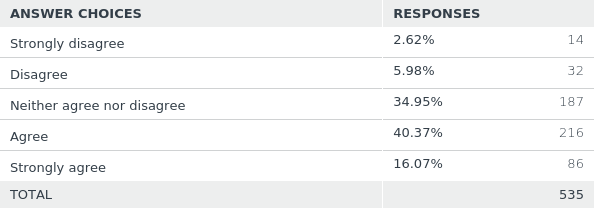 ANSWER CHOICES RESPONSES
Strongly disagree 2.62% 14
Disagree 5.98% 32
Neither agree nor disagree 34.95% 187
Agree 40.37% 216
Strongly agree 16.07% 86
TOTAL 535